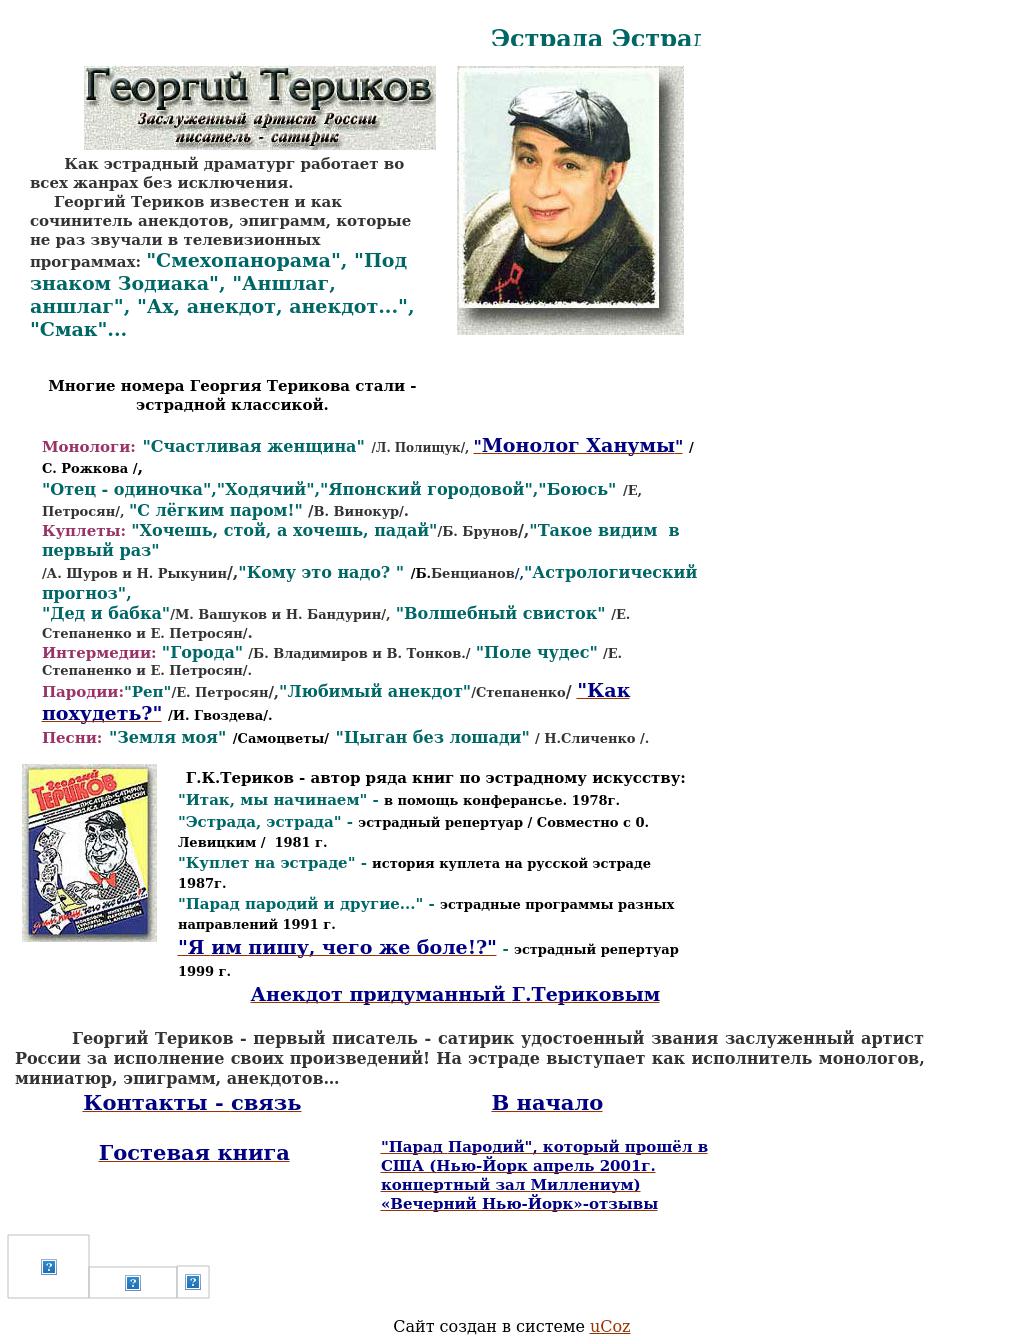 Эстрада Эстрад
Георгий Териков
Заслуженный артист России
писатель - сатирик
Как эстрадный драматург работает во
всех жанрах без исключения.
Георгий Териков известен и как
сочинитель анекдотов, эпиграмм, которые
не раз звучали в телевизионных
программах: "Смехопанорама", "Под
знаком Зодиака", "Аншлаг,
аншлаг", "Ах, анекдот, анекдот...",
"Смак"...
Многие номера Георгия Терикова стали -
эстрадной классикой.
Монологи: "Счастливая женщина" /Л. Полищук/, "Монолог Ханумы" /
С. Рожкова /,
"Отец - одиночка","Ходячий","Японский городовой","Боюсь" /Е,
Петросян/, "С лёгким паром!" /В. Винокур/.
Куплеты: "Хочешь, стой, а хочешь, падай"/Б. Брунов/,"Такое видим в
первый раз"
/А. Шуров и Н. Рыкунин/,"Кому это надо? " /Б.Бенцианов/,"Астрологический
прогноз",
"Дед и бабка"/М. Вашуков и Н. Бандурин/, "Волшебный свисток" /Е.
Степаненко и Е. Петросян/.
Интермедии: "Города" /Б. Владимиров и В. Тонков./ "Поле чудес" /Е.
Степаненко и Е. Петросян/.
Пародии:"Реп"/Е. Петросян/,"Любимый анекдот"/Степаненко/ "Как
похудеть?" /И. Гвоздева/.
Песни: "Земля моя" /Самоцветы/ "Цыган без лошади" / Н.Сличенко /.
Георгий
ТЕРИКОВ
ПИСАТЕЛЬ-САТИРИК,
ЗАСЛ. АРТИСТ РОССИИ
Г.К.Териков - автор ряда книг по эстрадному искусству:
"Итак, мы начинаем" - в помощь конферансье. 1978г.
"Эстрада, эстрада" - эстрадный репертуар / Совместно с 0.
Левицким / 1981 г.
"Куплет на эстраде" - история куплета на русской эстраде
1987г.
"Парад пародий и другие..." - эстрадные программы разных
направлений 1991 г.
"Я им пишу, чего же боле!?" - эстрадный репертуар
1999 г.
Анекдот придуманный Г.Териковым
Георгий Териков - первый писатель - сатирик удостоенный звания заслуженный артист
России за исполнение своих произведений! На эстраде выступает как исполнитель монологов,
миниатюр, эпиграмм, анекдотов...
Контакты - связь
В начало
Гостевая книга
"Парад Пародий", который прошёл в
США (Нью-Йорк апрель 2001г.
концертный зал Миллениум)
«Вечерний Нью-Йорк»-отзывы
Сайт создан в системе uCoz